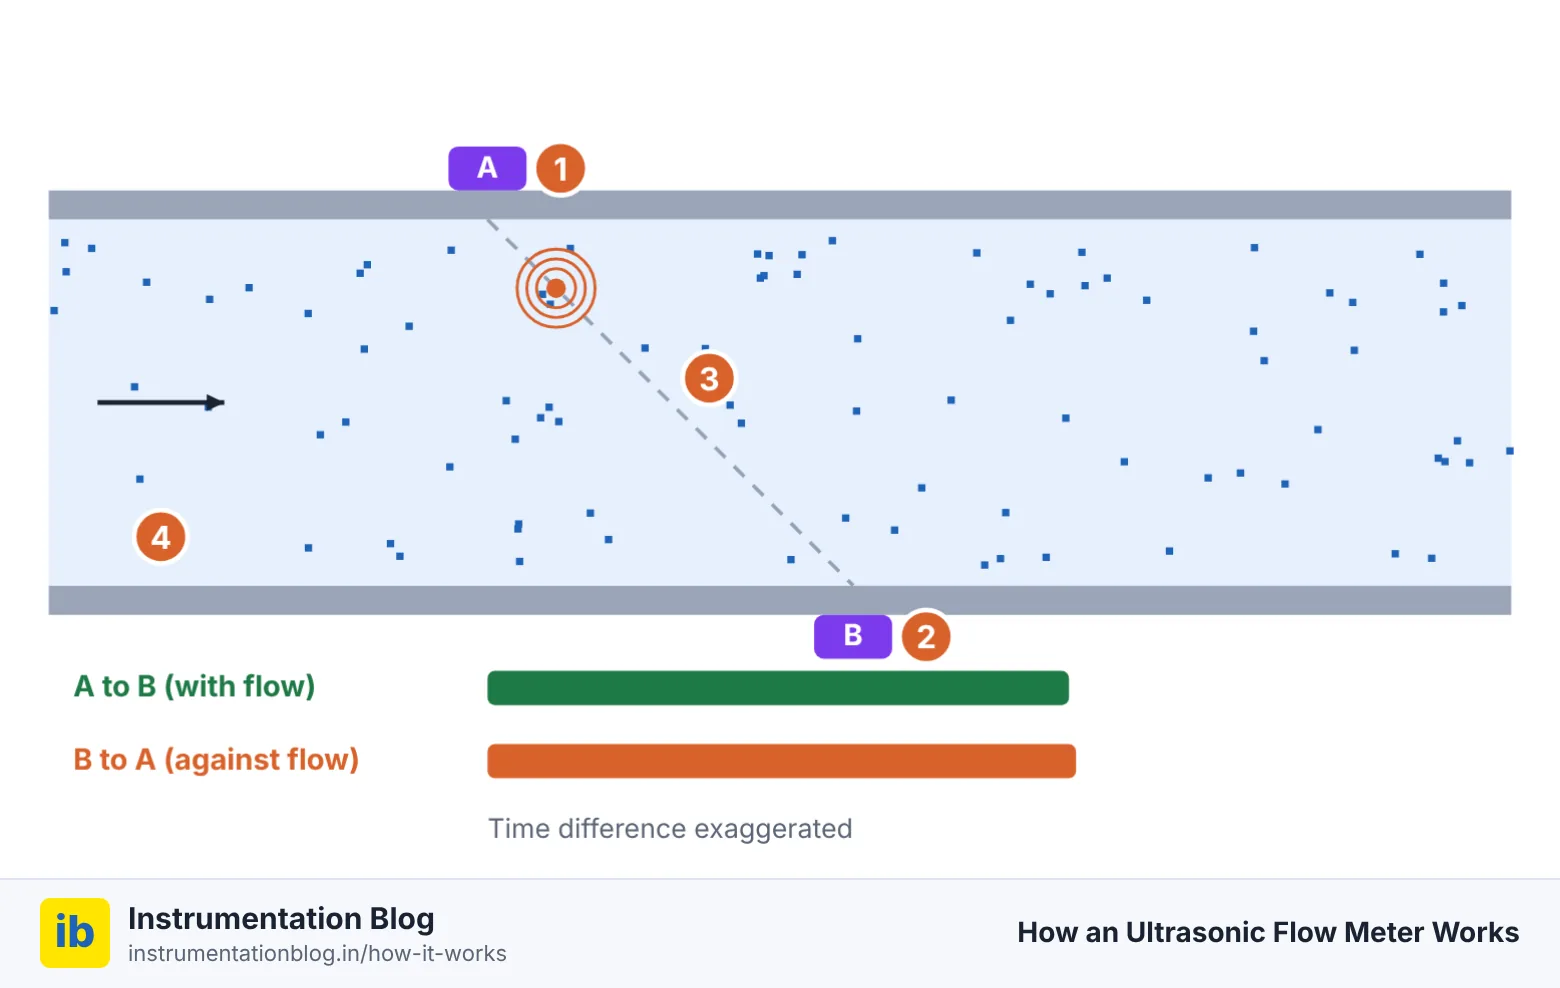 A 1
3
4
B 2
A to B (with flow)
B to A (against flow)
Time difference exaggerated
ib
Instrumentation Blog
instrumentationblog.in/how-it-works
How an Ultrasonic Flow Meter Works